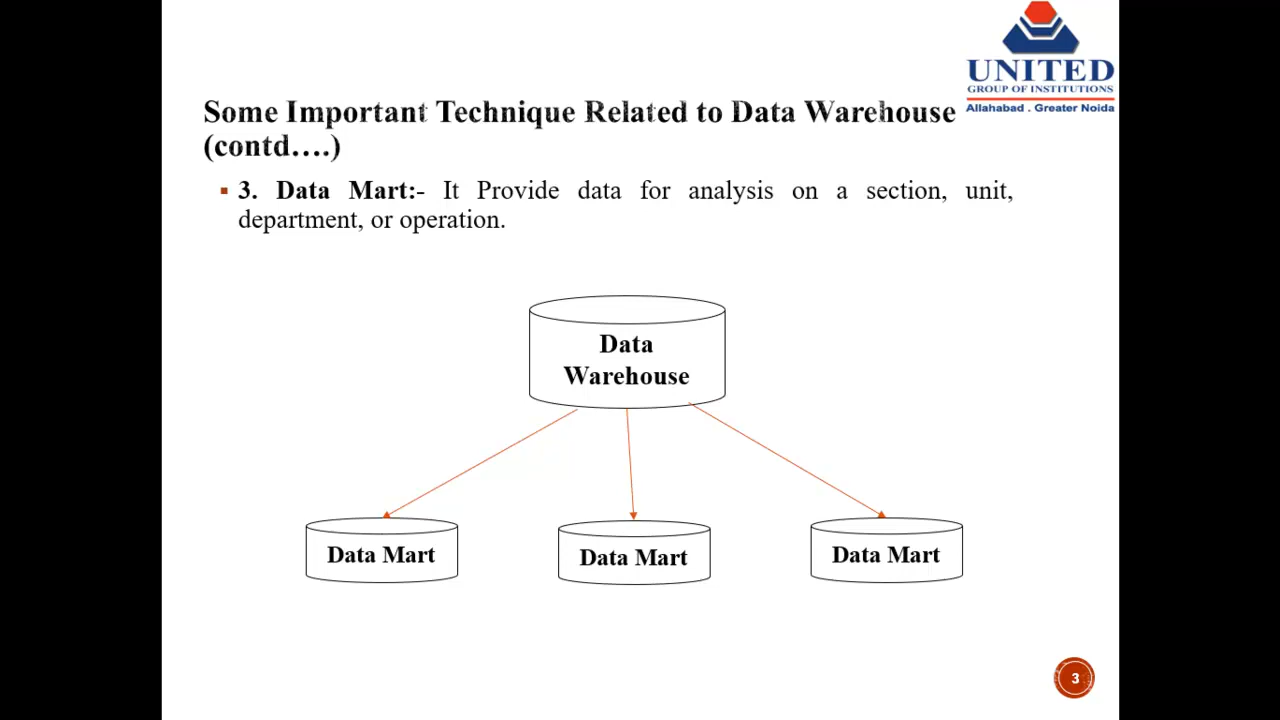 UNITED
GROUP OF INSTITUTIONS
Allahabad . Greater Noida
Some Important Technique Related to Data Warehouse
(contd….)
3. Data Mart:- It Provide data for analysis on a section, unit,
department, or operation.
Data
Warehouse
Data Mart
Data Mart
Data Mart
3